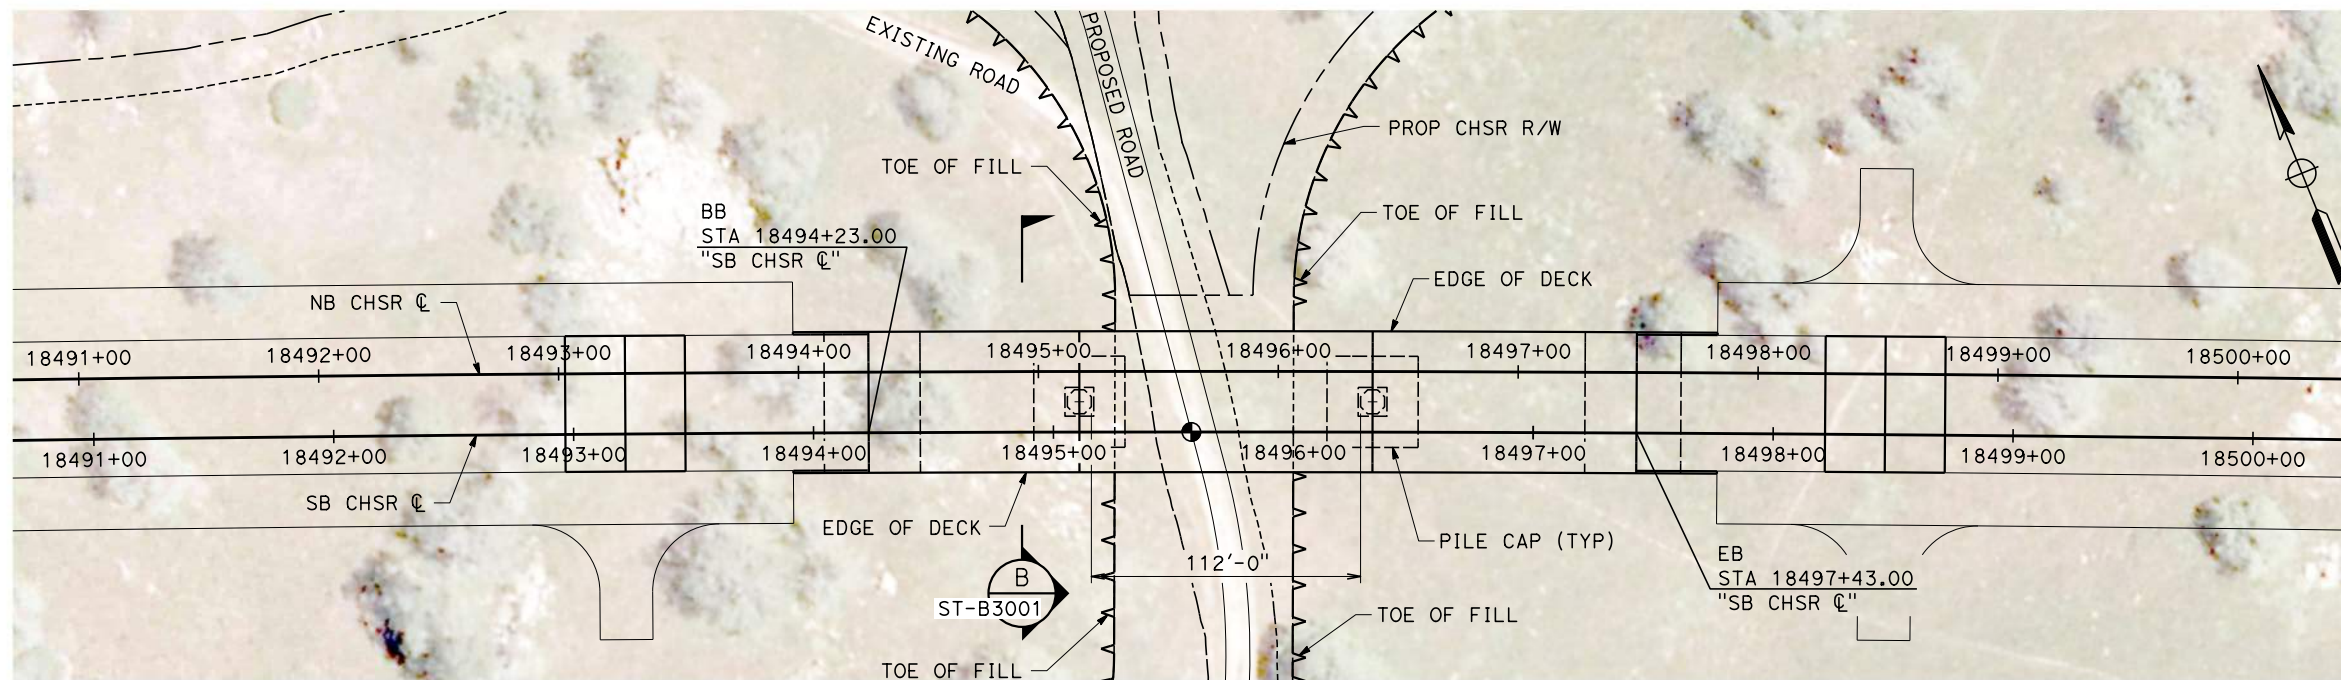 EXISTING ROAD
PROPOSED ROAD
PROP CHSR R/W
TOE OF FILL
TOE OF FILL
BB
STA 18494+23.00
"SB CHSR ℄"
EDGE OF DECK
NB CHSR ℄
18491+00 18492+00 18493+00 18494+00 18495+00 18496+00 18497+00 18498+00 18499+00 18500+00
18491+00 18492+00 18493+00 18494+00 18495+00 18496+00 18497+00 18498+00 18499+00 18500+00
SB CHSR ℄
EDGE OF DECK
PILE CAP (TYP)
112'-0"
EB
STA 18497+43.00
"SB CHSR ℄"
B
ST-B3001
TOE OF FILL
TOE OF FILL